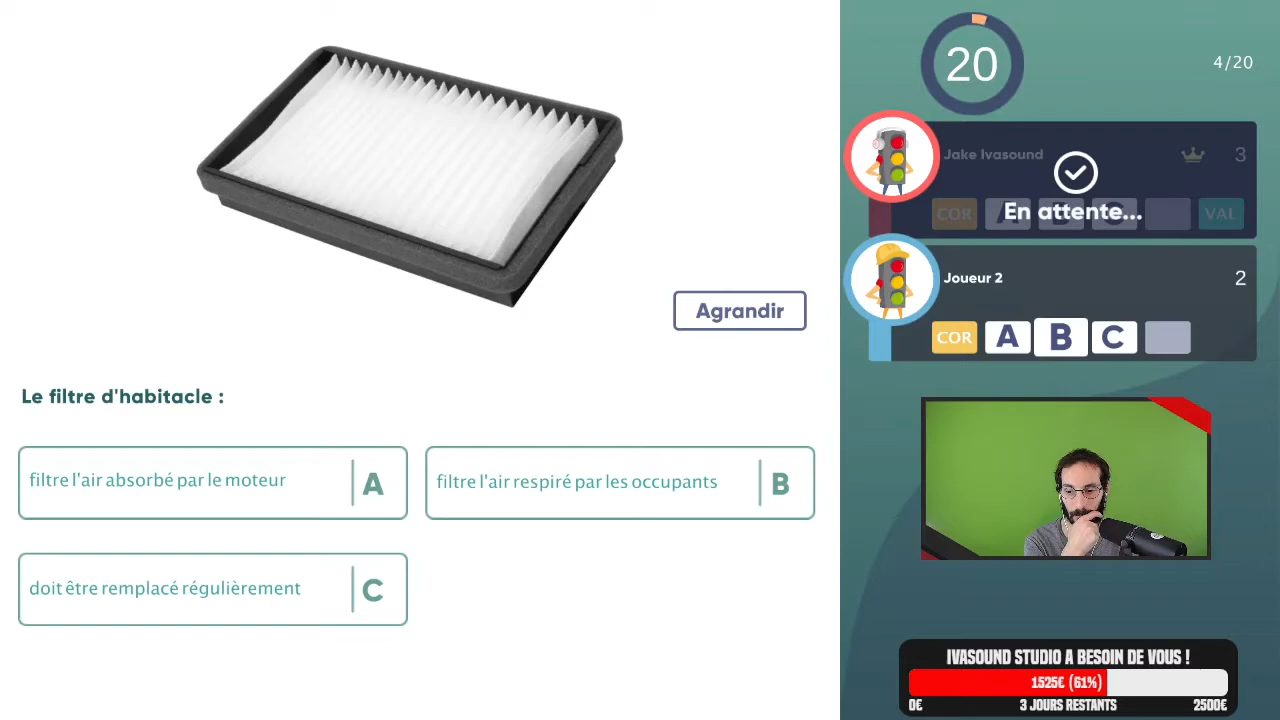 20
4/20
Jake Ivasound
3
En attente...
COR
A
B
C
VAL
Joueur 2
2
COR
A
B
C
Agrandir
Le filtre d'habitacle :
filtre l'air absorbé par le moteur
A
filtre l'air respiré par les occupants
B
doit être remplacé régulièrement
C
IVASOUND STUDIO A BESOIN DE VOUS !
1525€ (61%)
0€
3 JOURS RESTANTS
2500€